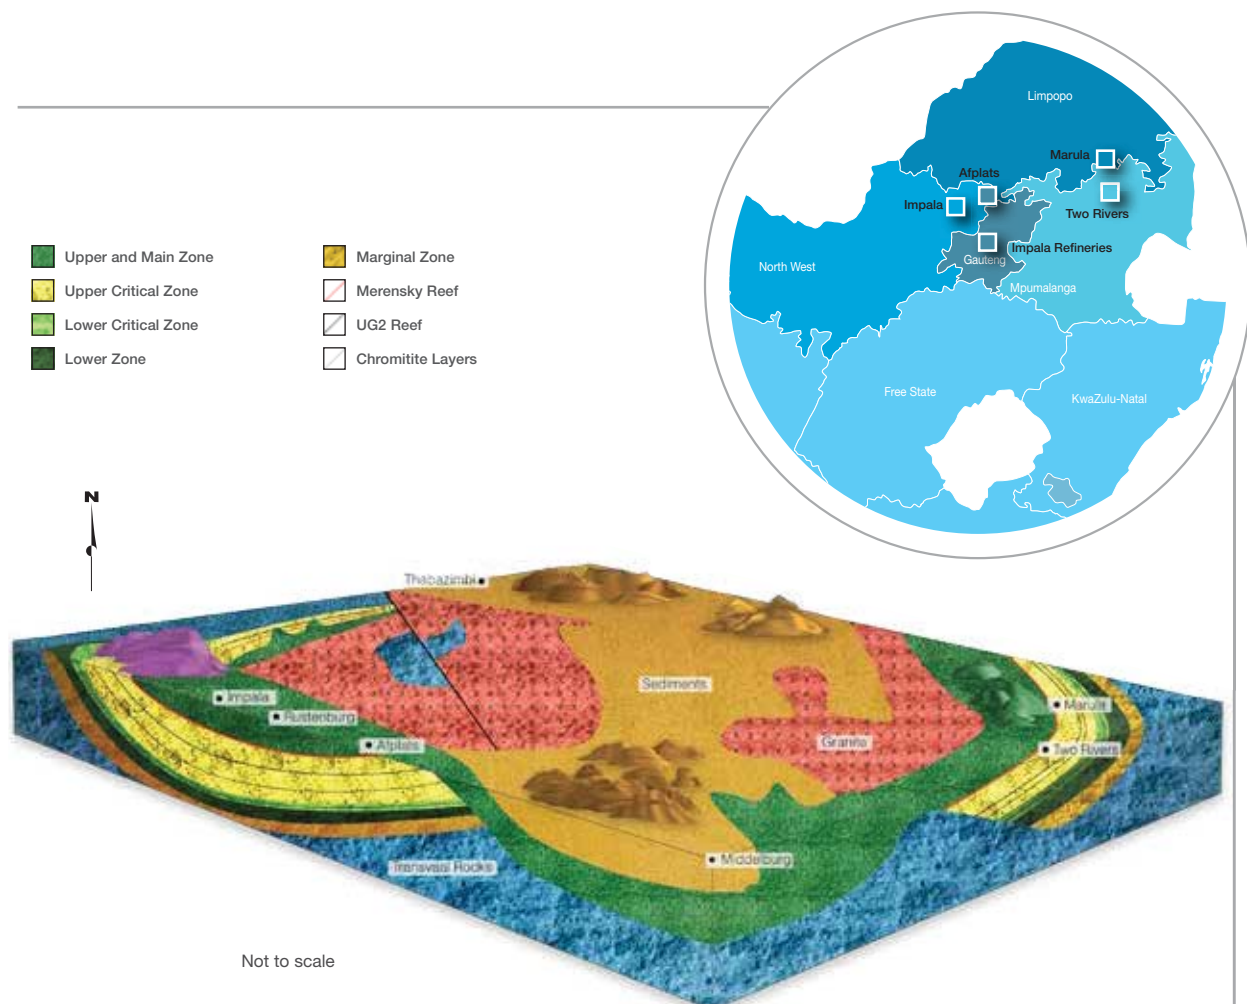 Limpopo
Marula
Afplats
Impala
Two Rivers
Impala Refineries
Gauteng
North West
Mpumalanga
Free State
KwaZulu-Natal
Upper and Main Zone
Upper Critical Zone
Lower Critical Zone
Lower Zone
Marginal Zone
Merensky Reef
UG2 Reef
Chromitite Layers
N
Thabazimbi
Sediments
Impala
Rustenburg
Afplats
Granite
Marula
Two Rivers
Middelburg
Transvaal Rocks
Not to scale